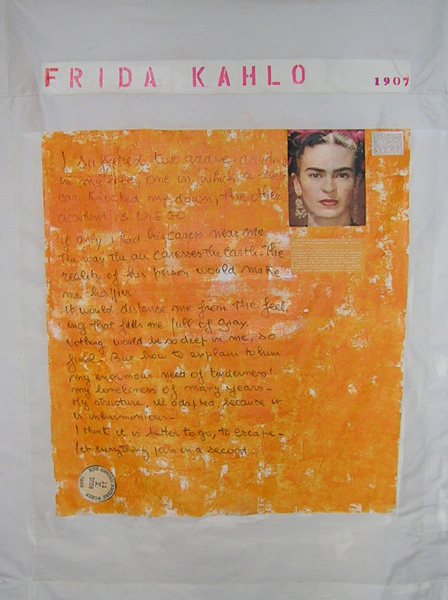 FRIDA KAHLO 1907
I suffered two grave accidents
in my life, one in which a street
car knocked me down, the other
accident IS DIEGO.
If only I had his caress near me
The way the air caresses the earth - the
reality of his person would make
me happier
It would distance me from the feel
ing that fills me full of gray.
Nothing would be so deep in me, so
final - But how to explain to him
my enormous need of tenderness!
my loneliness of many years -
My structure, ill adapted because it
is inharmonious -
I think it is better to go, to escape -
let everything pass in a second -